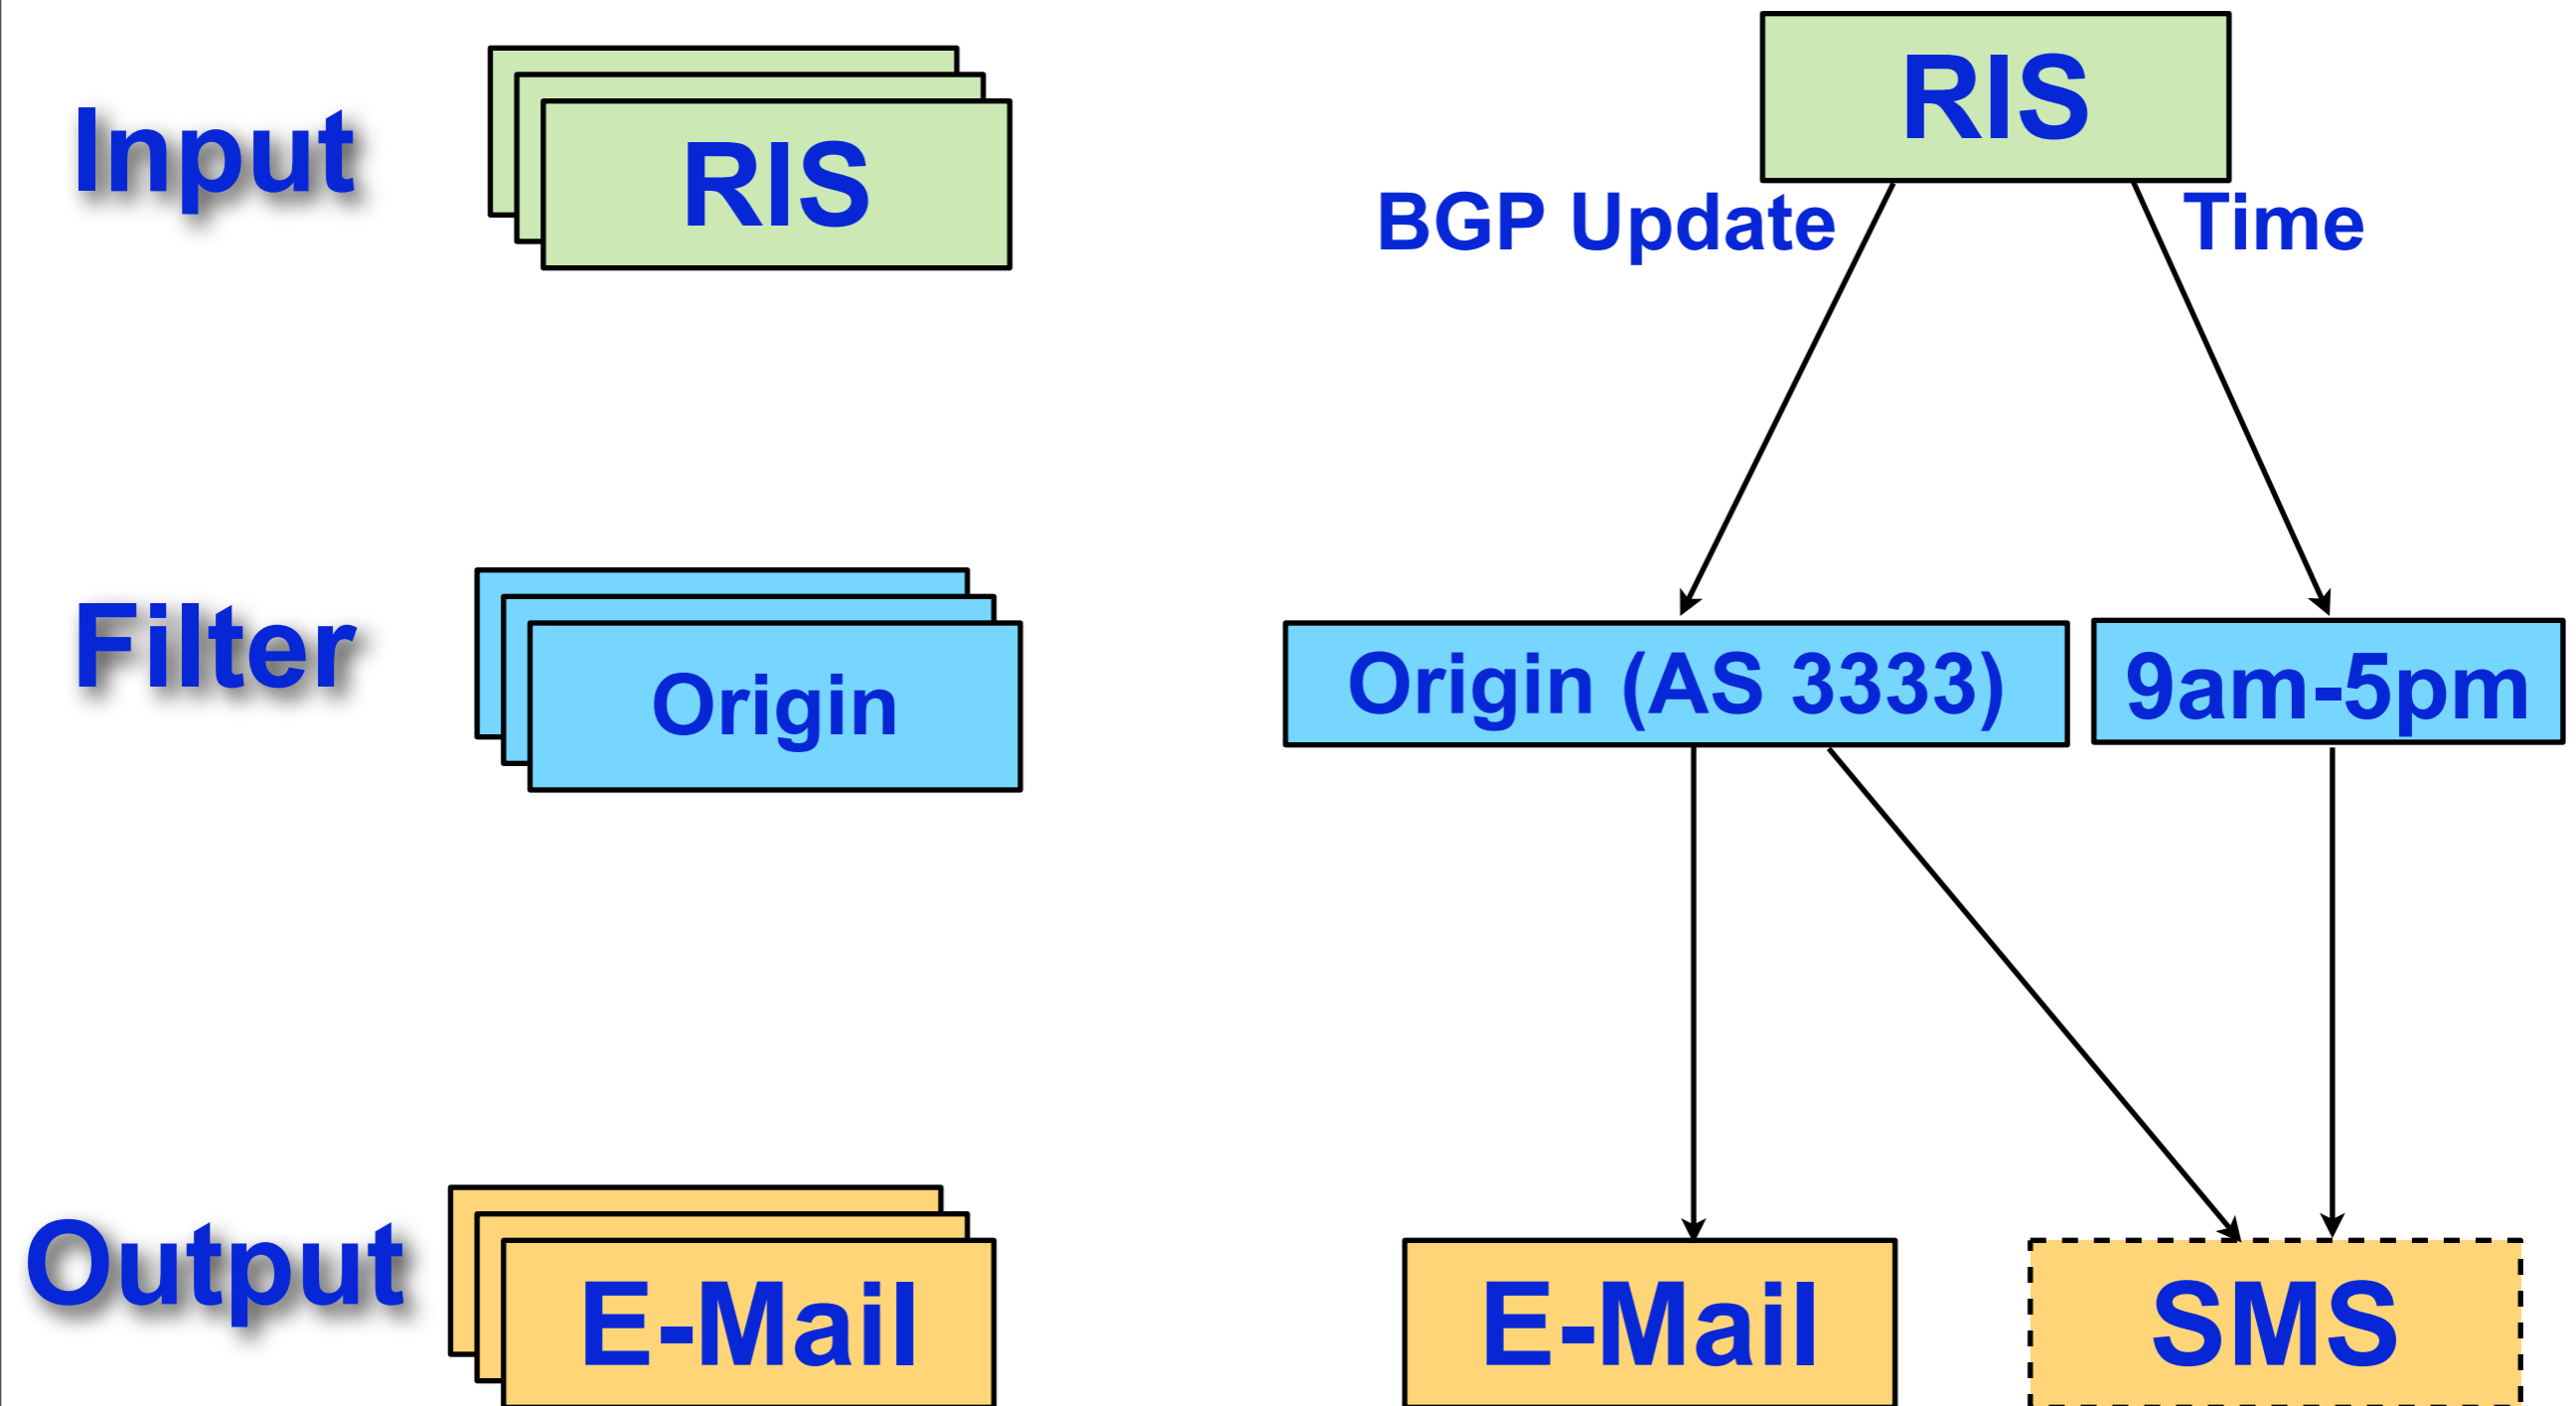 Input
RIS
RIS
BGP Update
Time
Filter
Origin
Origin (AS 3333)
9am-5pm
Output
E-Mail
E-Mail
SMS